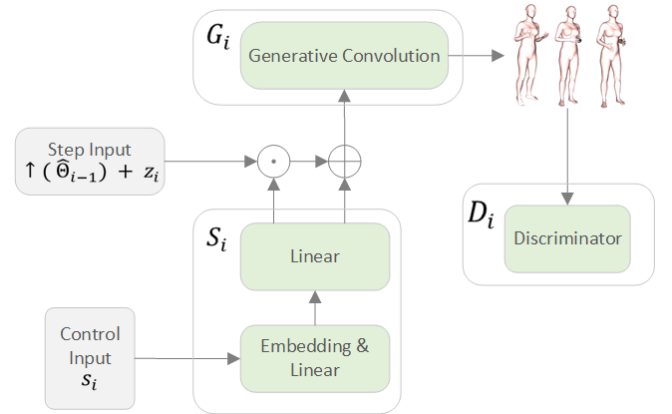 G_i
Generative Convolution
Step Input
↑ (Θ̂_{i−1}) + z_i
S_i
Linear
D_i
Discriminator
Control
Input
s_i
Embedding &
Linear